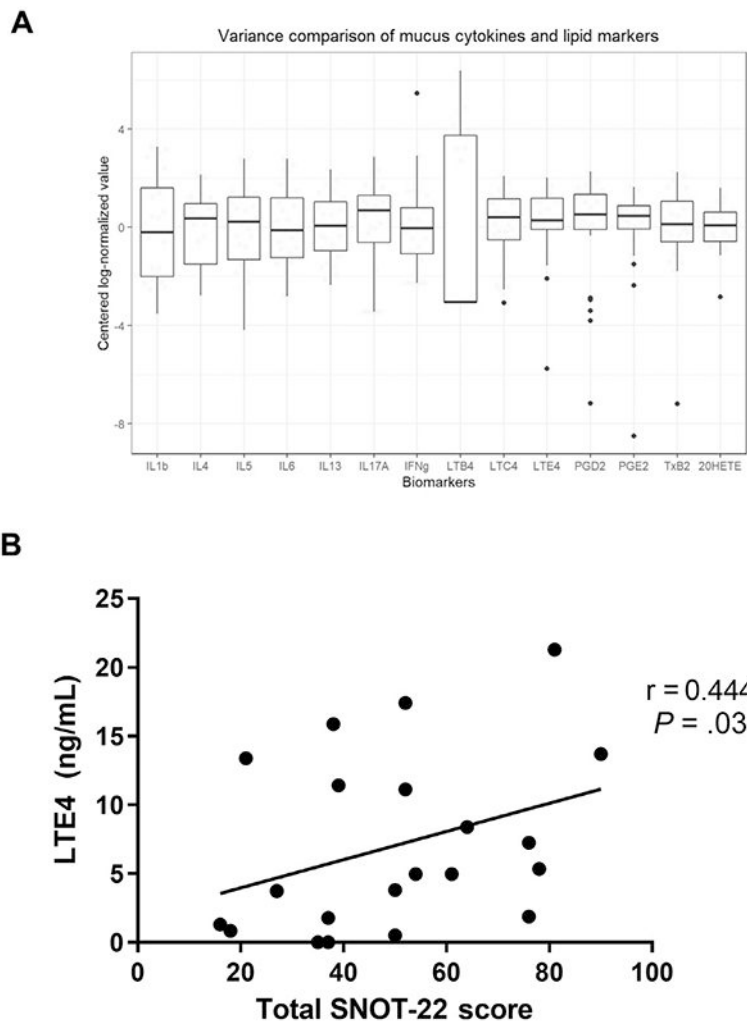 A
Variance comparison of mucus cytokines and lipid markers
Centered log-normalized value
4
0
-4
-8
IL1b IL4 IL5 IL6 IL13 IL17A IFNg LTB4 LTC4 LTE4 PGD2 PGE2 TxB2 20HETE
Biomarkers
B
LTE4 (ng/mL)
25
20
15
10
5
0
r = 0.444
P = .03
0 20 40 60 80 100
Total SNOT-22 score